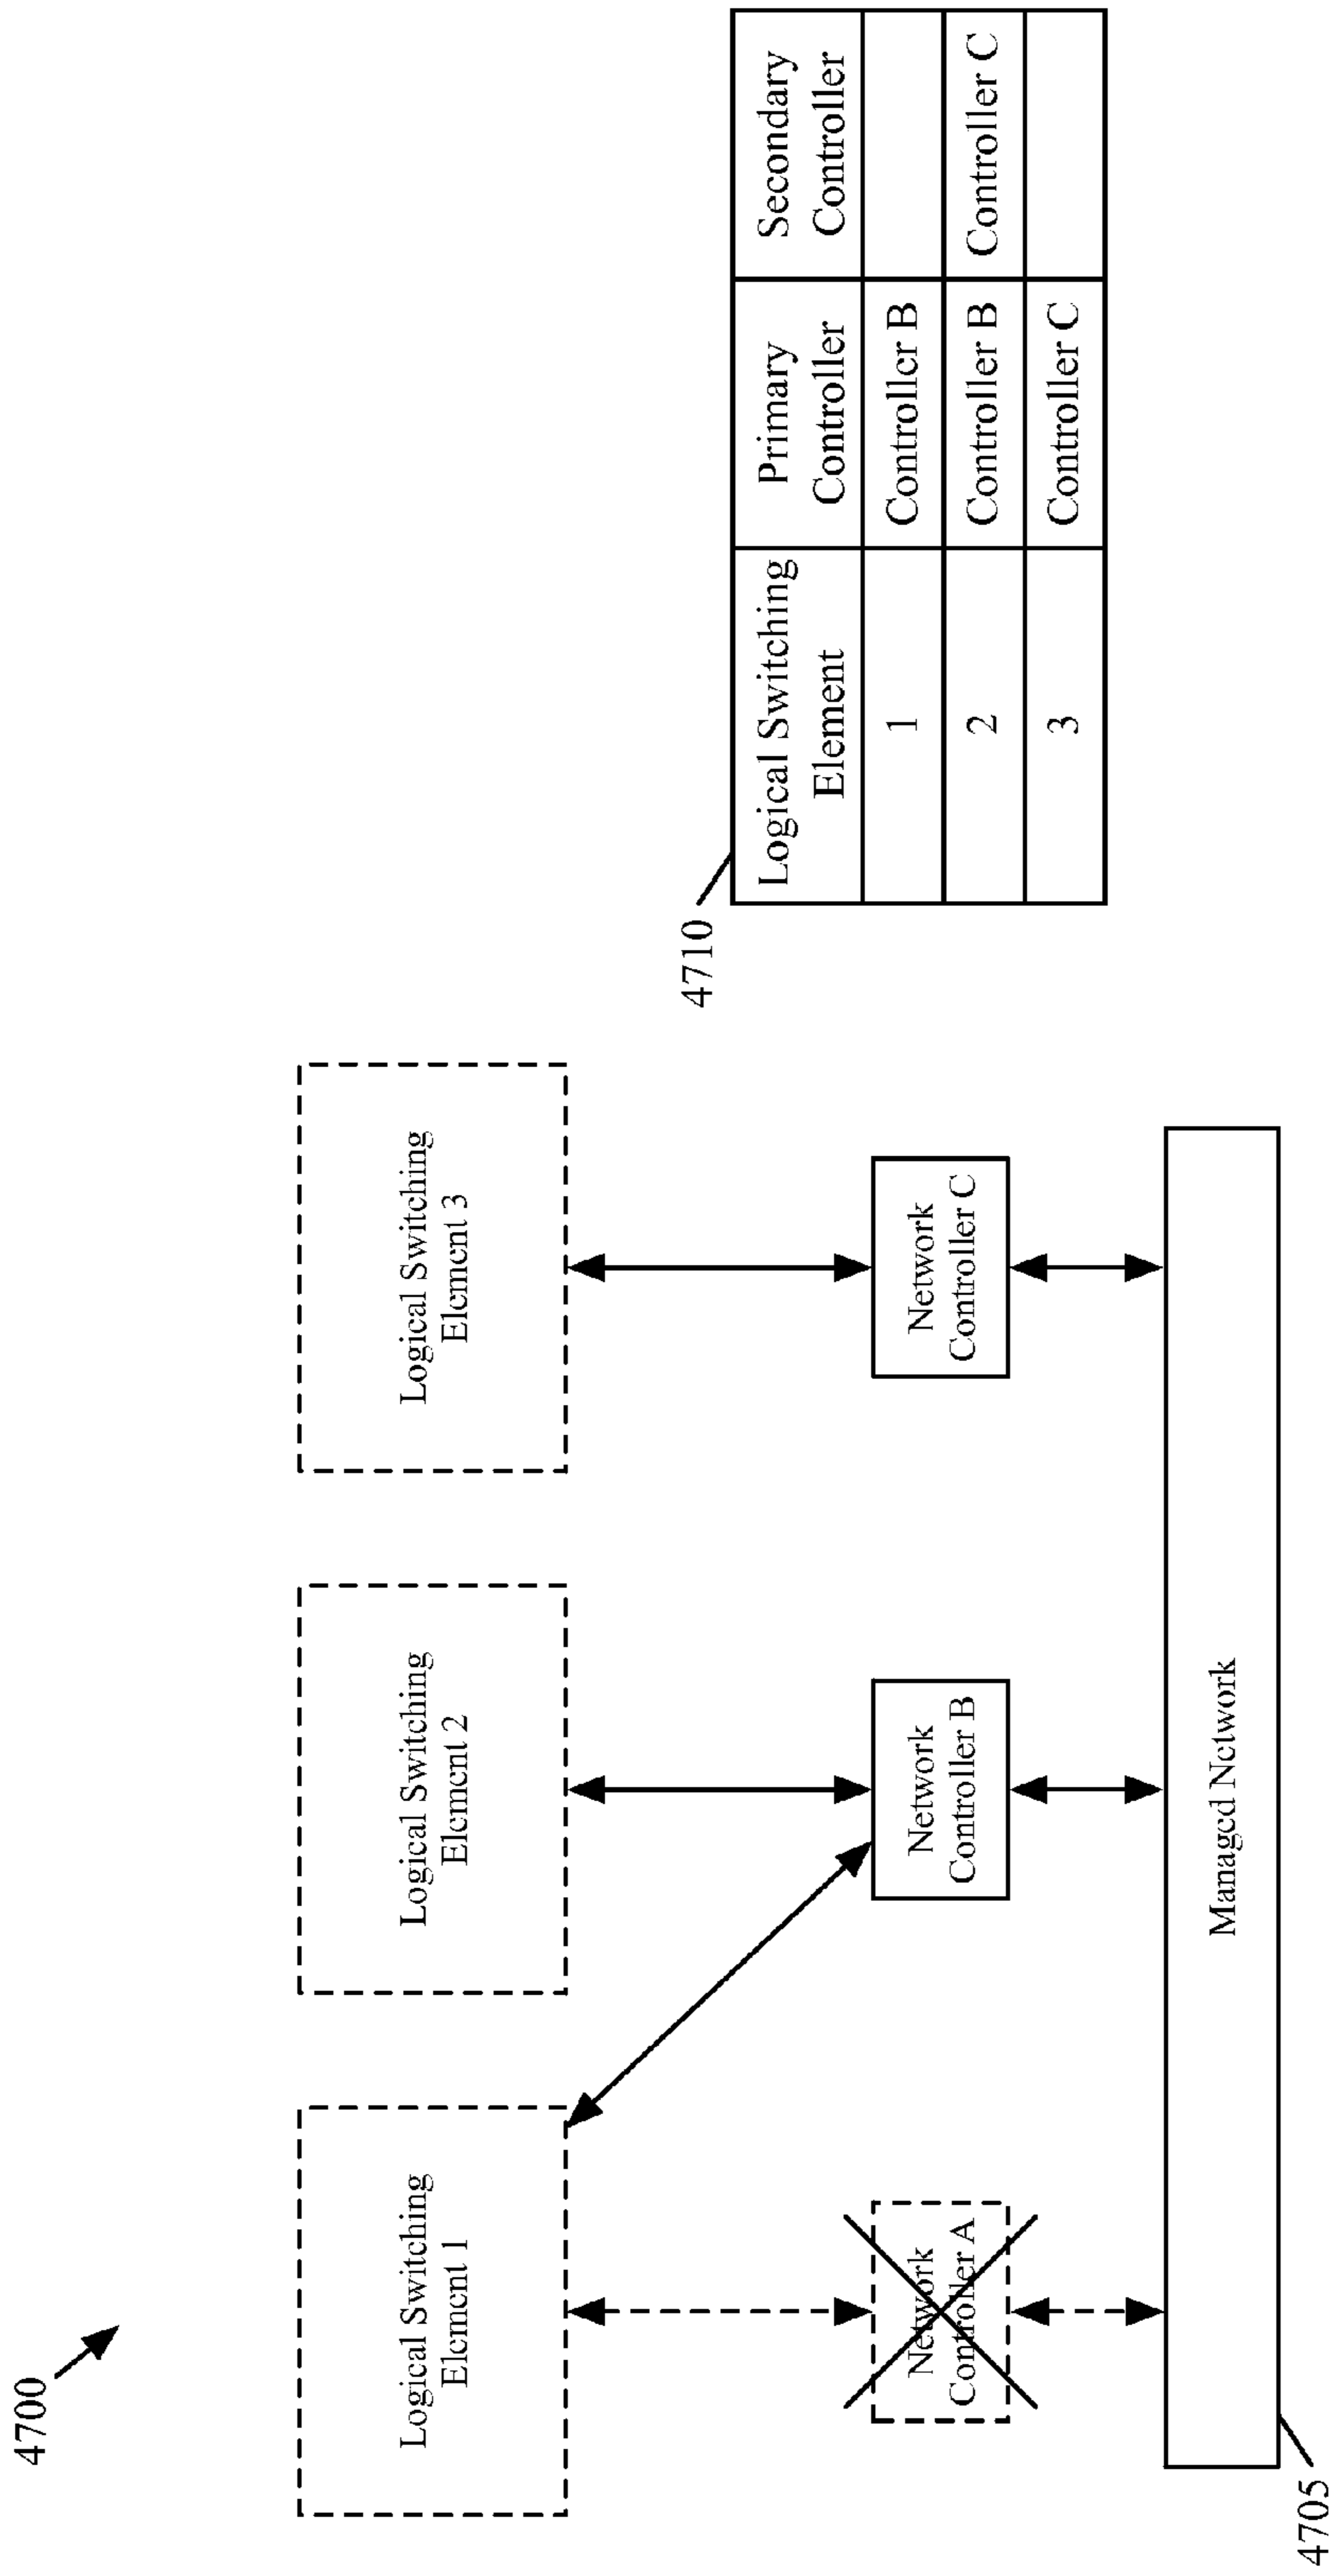 4700
Logical Switching
Element 1
Logical Switching
Element 2
Logical Switching
Element 3
Network
Controller A
Network
Controller B
Network
Controller C
Managed Network
4705
4710
Logical Switching
Element
Primary
Controller
Secondary
Controller
1
Controller B
2
Controller B
Controller C
3
Controller C